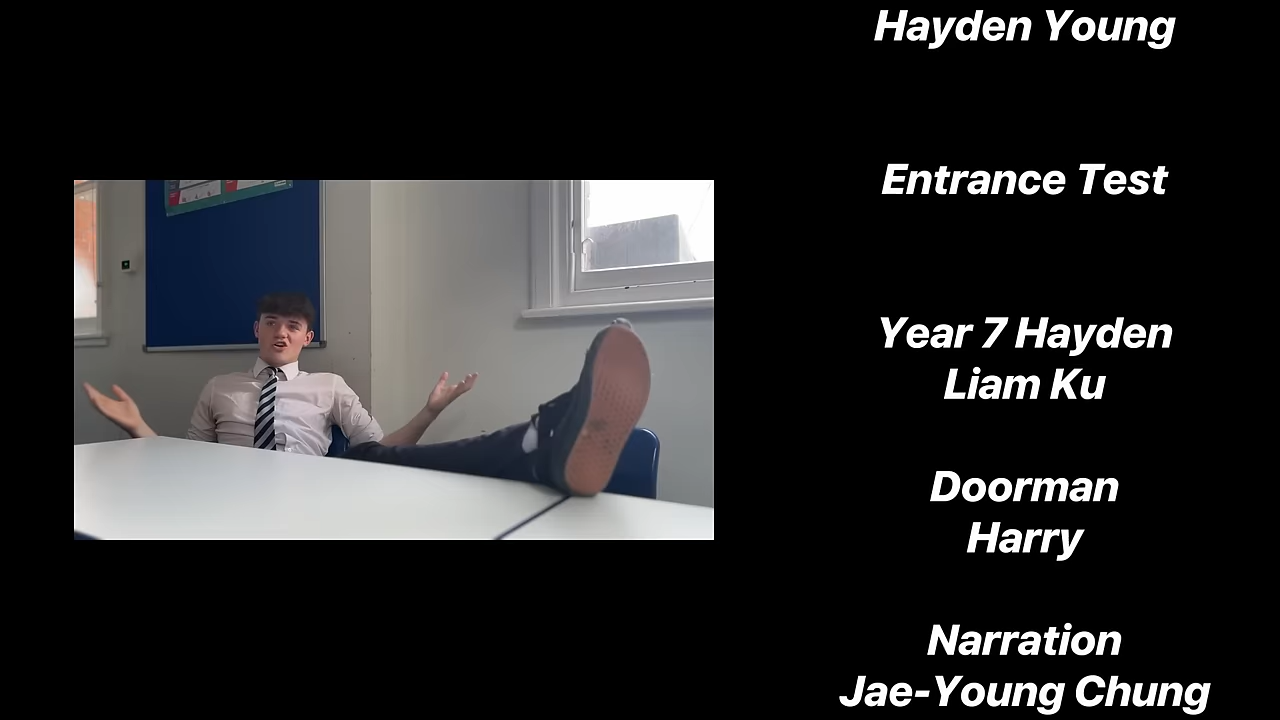 Hayden Young
Entrance Test
Year 7 Hayden
Liam Ku
Doorman
Harry
Narration
Jae-Young Chung